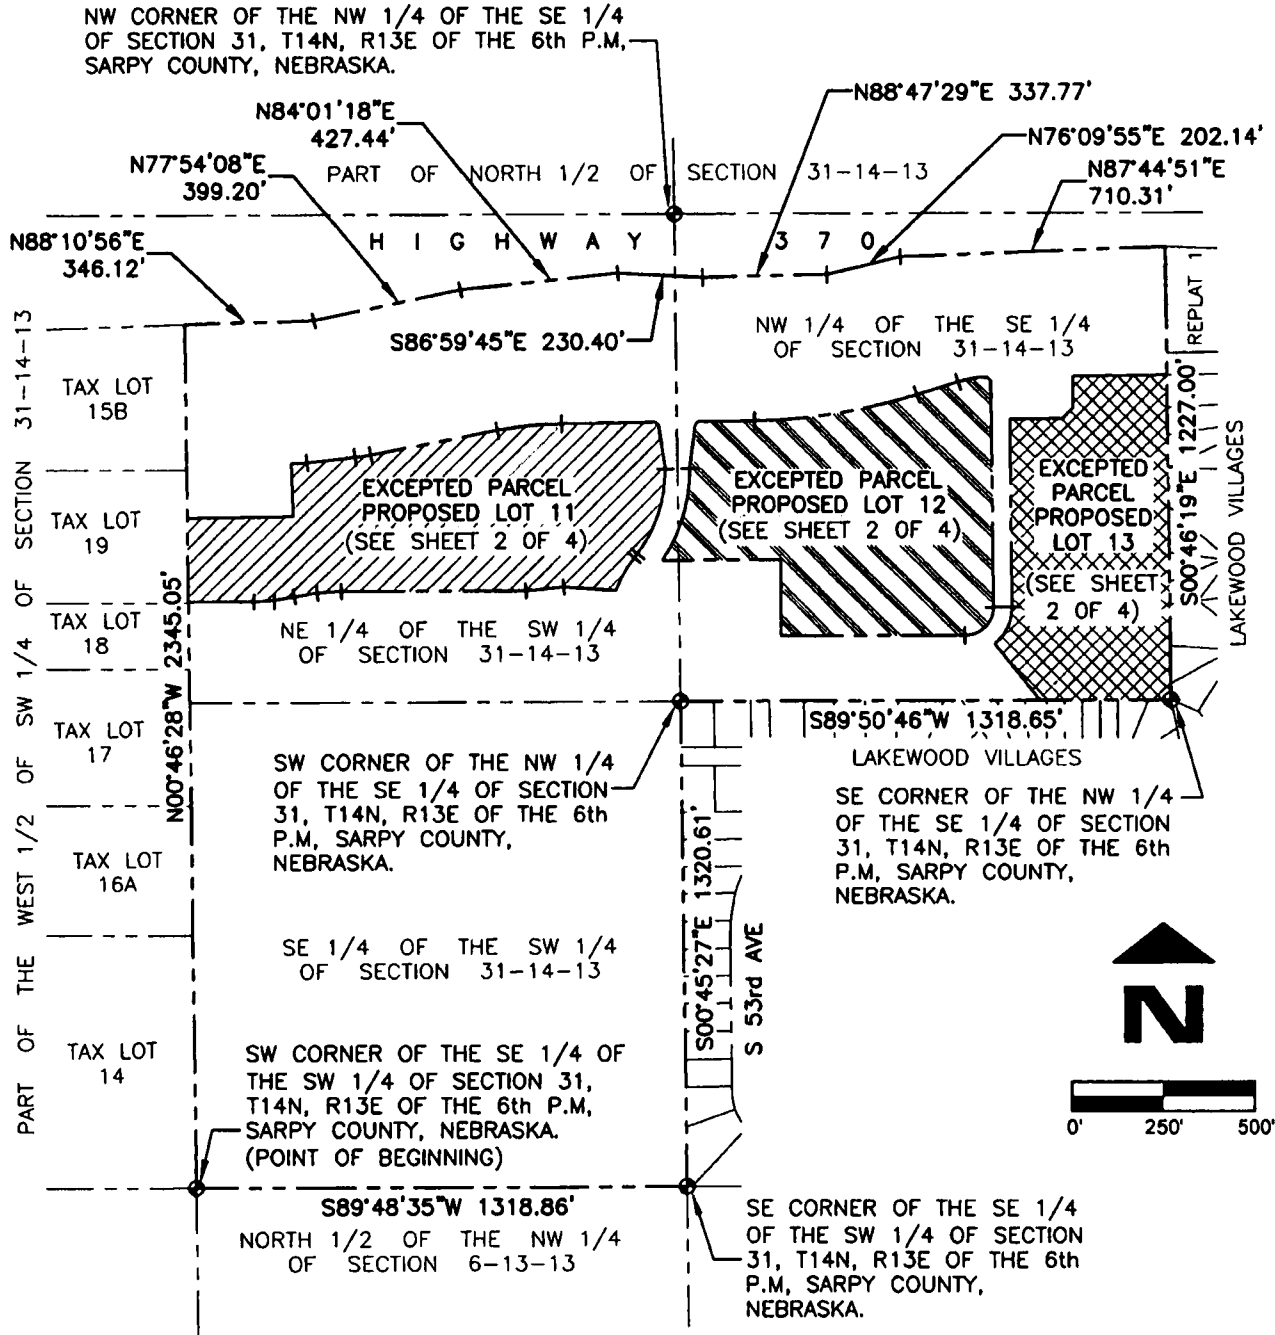 NW CORNER OF THE NW 1/4 OF THE SE 1/4
OF SECTION 31, T14N, R13E OF THE 6th P.M,
SARPY COUNTY, NEBRASKA.
N84°01'18"E
427.44'
N88°47'29"E 337.77'
N76°09'55"E 202.14'
N77°54'08"E
399.20'
PART OF NORTH 1/2 OF SECTION 31-14-13
N87°44'51"E
710.31'
N88°10'56"E
346.12'
HIGHWAY 370
S86°59'45"E 230.40'
NW 1/4 OF THE SE 1/4
OF SECTION 31-14-13
REPLAT 1
PART OF THE WEST 1/2 OF SW 1/4 OF SECTION 31-14-13
TAX LOT
15B
TAX LOT
19
TAX LOT
18
TAX LOT
17
TAX LOT
16A
TAX LOT
14
EXCEPTED PARCEL
PROPOSED LOT 11
(SEE SHEET 2 OF 4)
EXCEPTED PARCEL
PROPOSED LOT 12
(SEE SHEET 2 OF 4)
EXCEPTED
PARCEL
PROPOSED
LOT 13
(SEE SHEET
2 OF 4)
S00°46'19"E 1227.00'
LAKEWOOD VILLAGES
N00°46'28"W 2345.05'
NE 1/4 OF THE SW 1/4
OF SECTION 31-14-13
S89°50'46"W 1318.65'
LAKEWOOD VILLAGES
SW CORNER OF THE NW 1/4
OF THE SE 1/4 OF SECTION
31, T14N, R13E OF THE 6th
P.M, SARPY COUNTY,
NEBRASKA.
SE CORNER OF THE NW 1/4
OF THE SE 1/4 OF SECTION
31, T14N, R13E OF THE 6th
P.M, SARPY COUNTY,
NEBRASKA.
S00°45'27"E 1320.61'
S 53rd AVE
SE 1/4 OF THE SW 1/4
OF SECTION 31-14-13
N
0' 250' 500'
SW CORNER OF THE SE 1/4 OF
THE SW 1/4 OF SECTION 31,
T14N, R13E OF THE 6th P.M,
SARPY COUNTY, NEBRASKA.
(POINT OF BEGINNING)
S89°48'35"W 1318.86'
NORTH 1/2 OF THE NW 1/4
OF SECTION 6-13-13
SE CORNER OF THE SE 1/4
OF THE SW 1/4 OF SECTION
31, T14N, R13E OF THE 6th
P.M, SARPY COUNTY,
NEBRASKA.